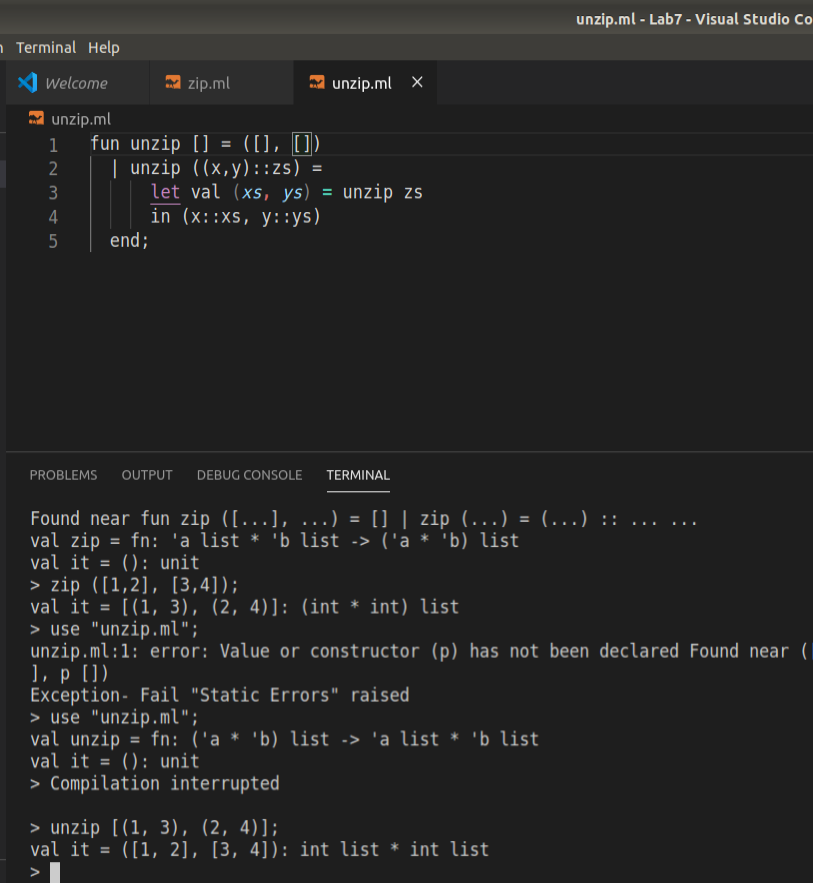 unzip.ml - Lab7 - Visual Studio Co
Terminal Help
Welcome zip.ml unzip.ml ×
unzip.ml
1 fun unzip [] = ([], [])
2 | unzip ((x,y)::zs) =
3 let val (xs, ys) = unzip zs
4 in (x::xs, y::ys)
5 end;
PROBLEMS OUTPUT DEBUG CONSOLE TERMINAL
Found near fun zip ([...], ...) = [] | zip (...) = (...) :: ... ...
val zip = fn: 'a list * 'b list -> ('a * 'b) list
val it = (): unit
> zip ([1,2], [3,4]);
val it = [(1, 3), (2, 4)]: (int * int) list
> use "unzip.ml";
unzip.ml:1: error: Value or constructor (p) has not been declared Found near (
], p [])
Exception- Fail "Static Errors" raised
> use "unzip.ml";
val unzip = fn: ('a * 'b) list -> 'a list * 'b list
val it = (): unit
> Compilation interrupted
> unzip [(1, 3), (2, 4)];
val it = ([1, 2], [3, 4]): int list * int list
>